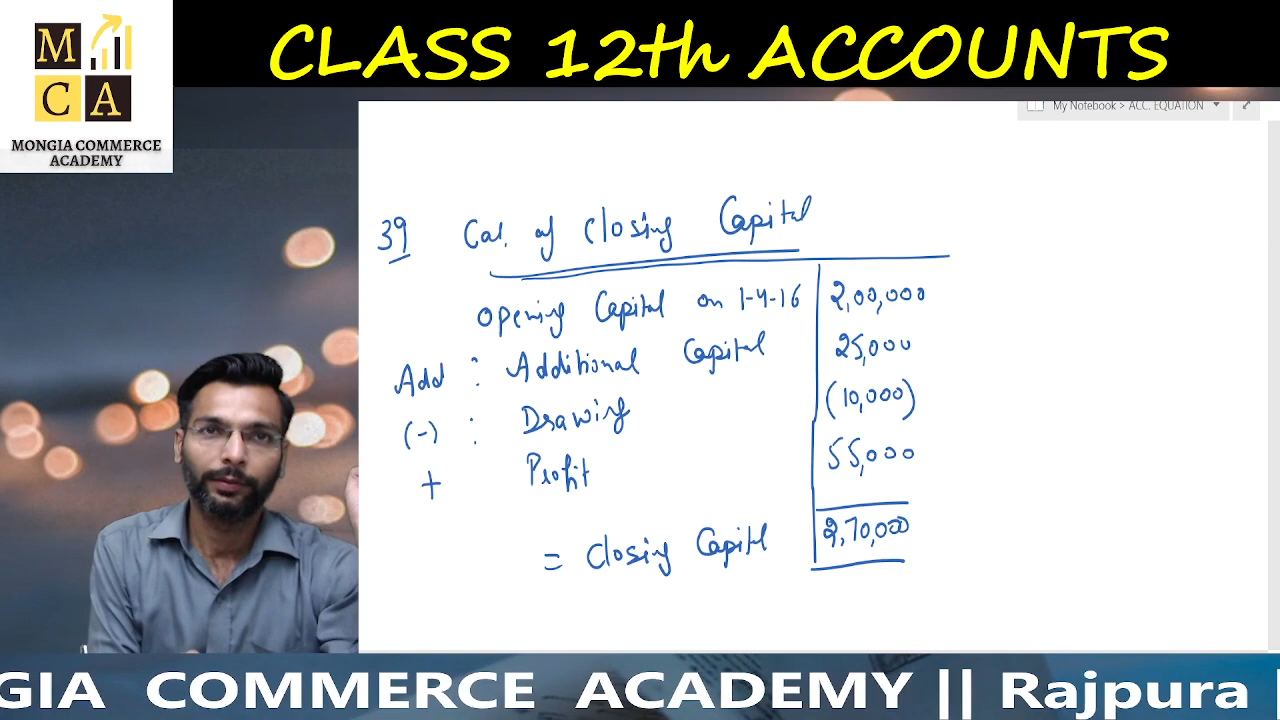 M
C A
MONGIA COMMERCE
ACADEMY
CLASS 12th ACCOUNTS
My Notebook > ACC. EQUATION
39 Cal. of Closing Capital
Opening Capital on 1-4-16 2,00,000
Add : Additional Capital 25,000
(-) : Drawing (10,000)
+ Profit 55,000
= Closing Capital 2,70,000
GIA COMMERCE ACADEMY || Rajpura